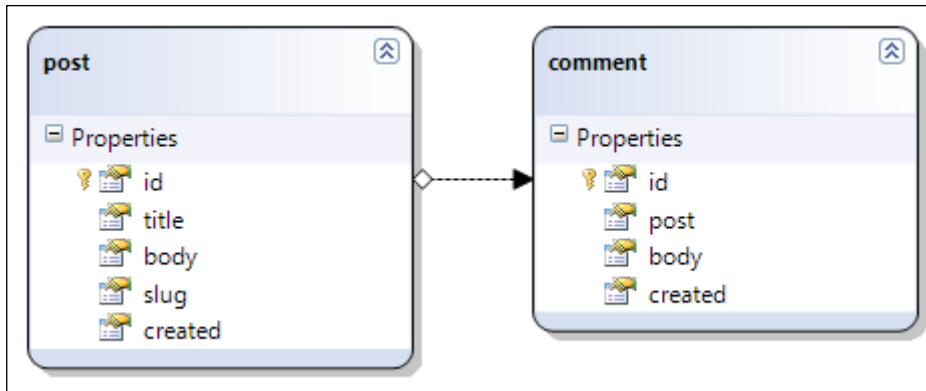 post
Properties
id
title
body
slug
created
comment
Properties
id
post
body
created